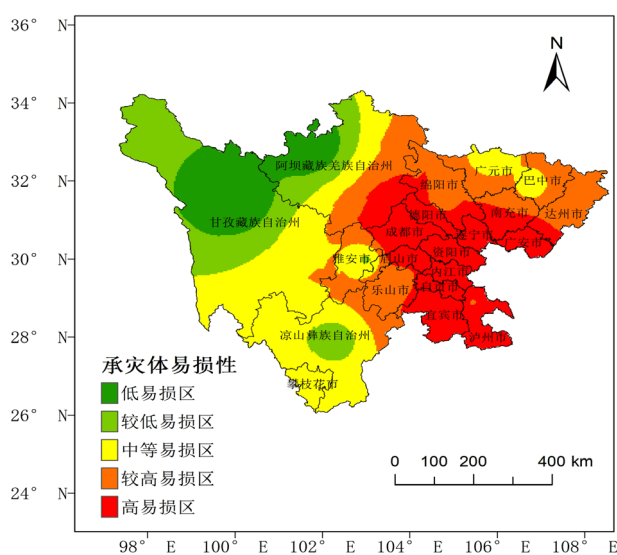 36° N
34° N
32° N
30° N
28° N
26° N
24° N
N
阿坝藏族羌族自治州
甘孜藏族自治州
绵阳市
广元市
巴中市
德阳市
南充市
达州市
成都市
遂宁市
广安市
雅安市
眉山市
资阳市
内江市
乐山市
自贡市
宜宾市
泸州市
凉山彝族自治州
攀枝花市
承灾体易损性
低易损区
较低易损区
中等易损区
较高易损区
高易损区
0 100 200 400 km
98° E 100° E 102° E 104° E 106° E 108° E